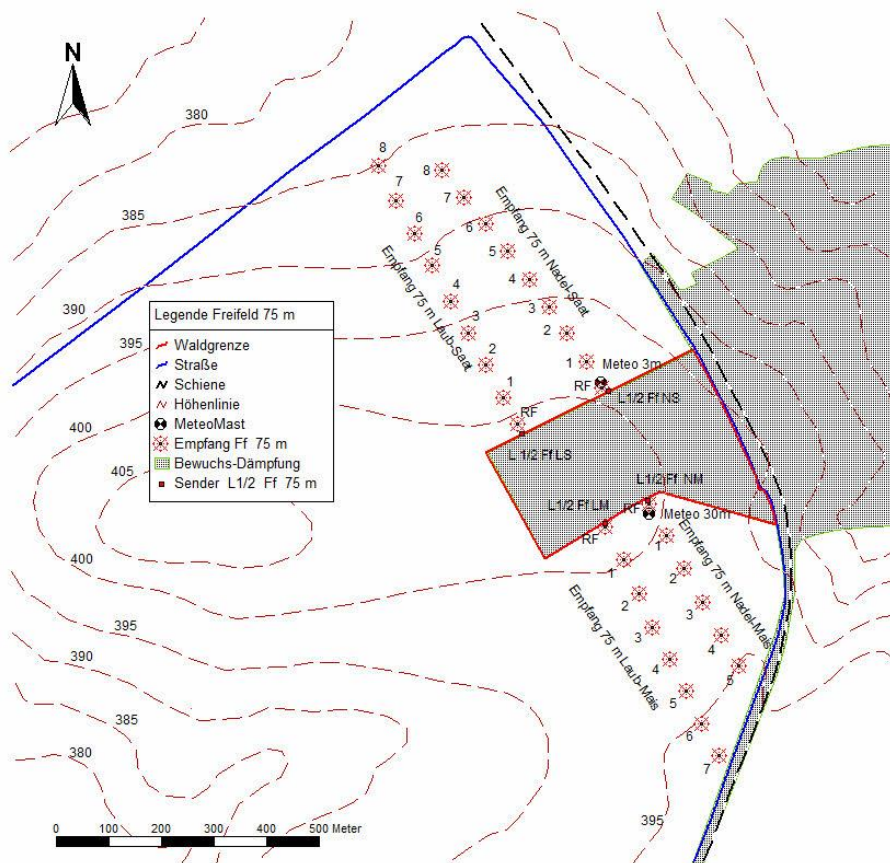 N
380
8
8
7
7
6
6
5
5
4
4
3
3
2
2
1
1
Empfang 75 m Nadel-Saat
Empfang 75 m Laub-Saat
385
390
395
400
405
400
395
390
385
380
395
Legende Freifeld 75 m
Waldgrenze
Straße
Schiene
Höhenlinie
MeteoMast
Empfang Ff 75 m
Bewuchs-Dämpfung
Sender L1/2 Ff 75 m
Meteo 3m
RF
L1/2 Ff NS
RF
L 1/2 Ff LS
L1/2 Ff NM
L1/2 Ff LM
RF
Meteo 30m
RF
1
1
2
2
3
3
4
4
5
5
6
7
Empfang 75 m Nadel-Mais
Empfang 75 m Laub-Mais
0 100 200 300 400 500 Meter